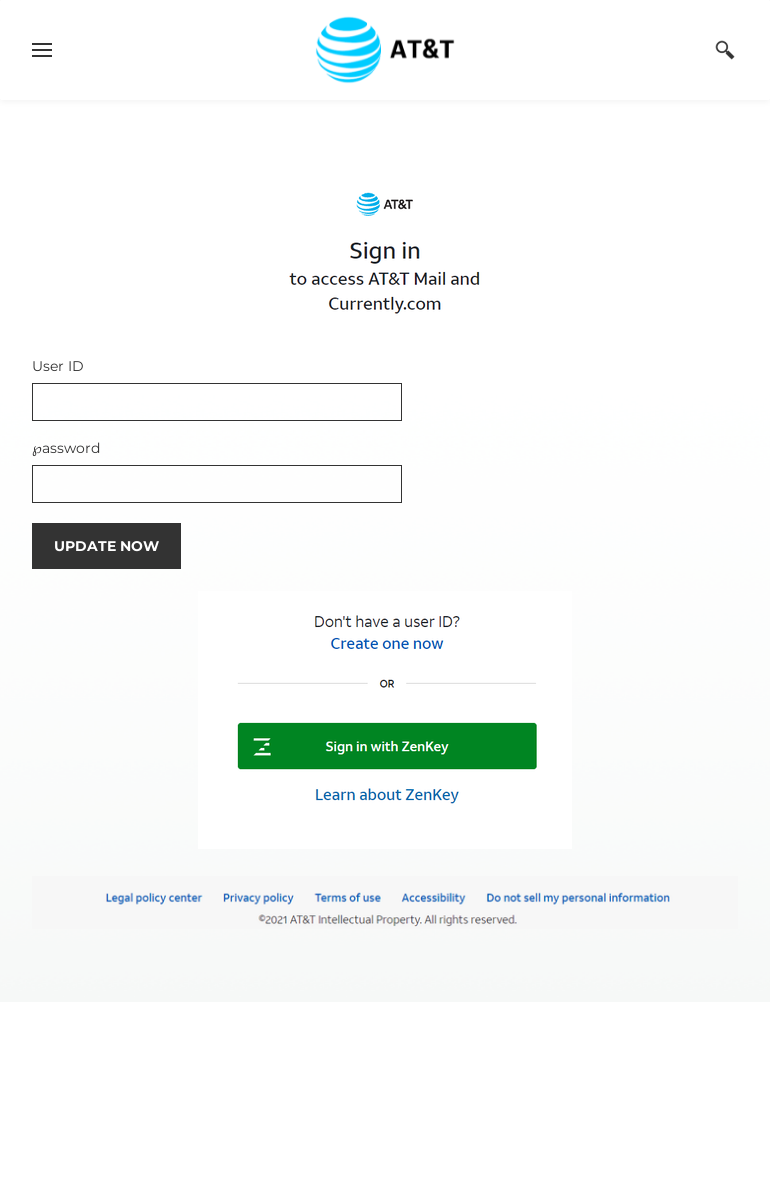 AT&T
AT&T
Sign in
to access AT&T Mail and
Currently.com
User ID
℘assword
UPDATE NOW
Don't have a user ID?
Create one now
OR
Sign in with ZenKey
Learn about ZenKey
Legal policy center Privacy policy Terms of use Accessibility Do not sell my personal information
©2021 AT&T Intellectual Property. All rights reserved.